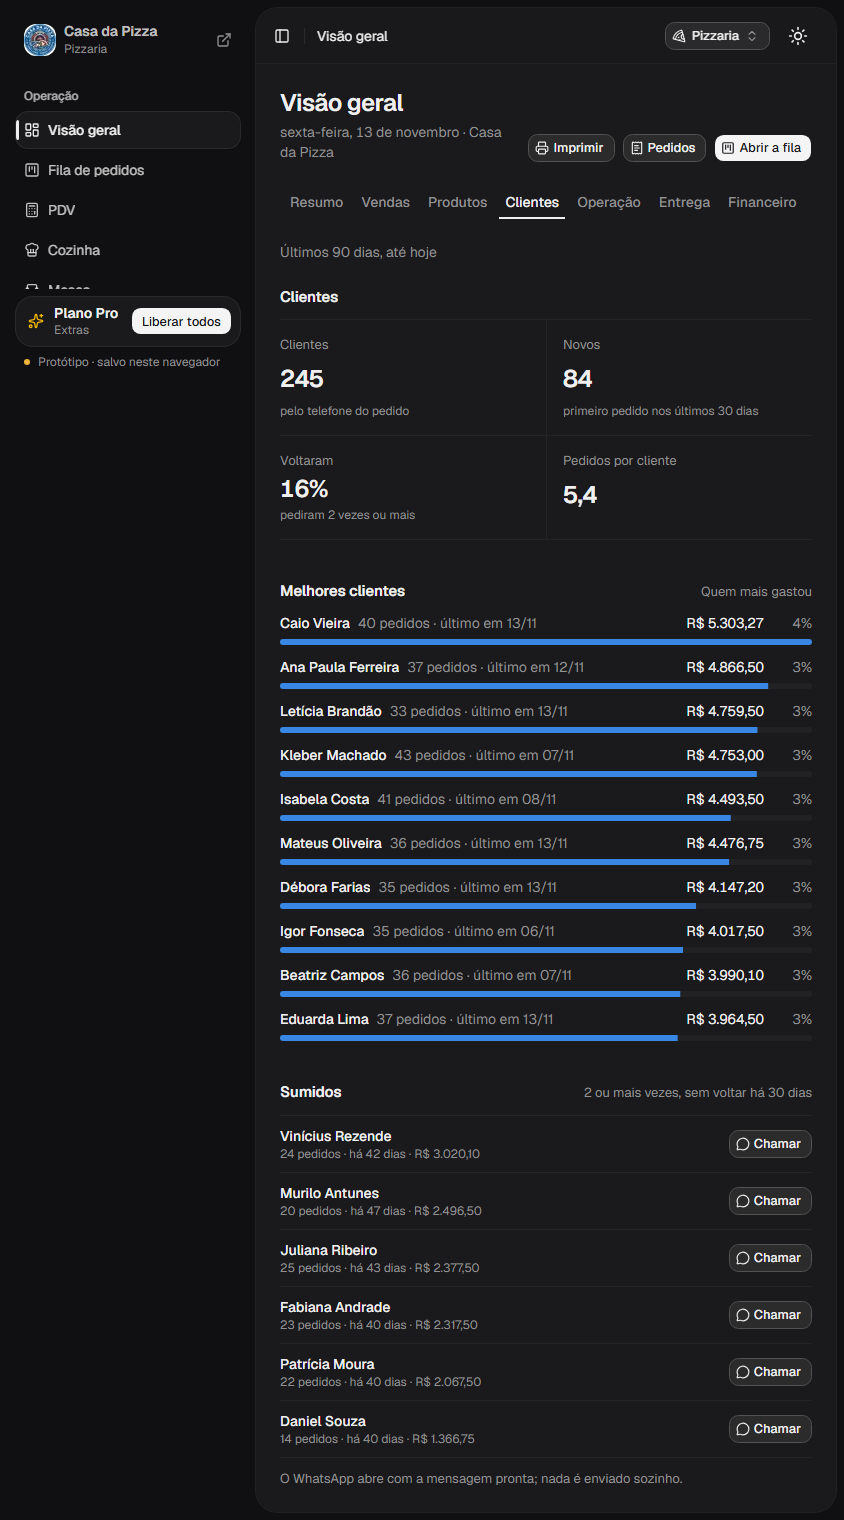 Casa da Pizza
Pizzaria
Operação
Visão geral
Fila de pedidos
PDV
Cozinha
Plano Pro
Extras
Liberar todos
Protótipo · salvo neste navegador
Visão geral
Pizzaria
Visão geral
sexta-feira, 13 de novembro · Casa
da Pizza
Imprimir
Pedidos
Abrir a fila
Resumo Vendas Produtos Clientes Operação Entrega Financeiro
Últimos 90 dias, até hoje
Clientes
Clientes
245
pelo telefone do pedido
Novos
84
primeiro pedido nos últimos 30 dias
Voltaram
16%
pediram 2 vezes ou mais
Pedidos por cliente
5,4
Melhores clientes Quem mais gastou
Caio Vieira 40 pedidos · último em 13/11 R$ 5.303,27 4%
Ana Paula Ferreira 37 pedidos · último em 12/11 R$ 4.866,50 3%
Letícia Brandão 33 pedidos · último em 13/11 R$ 4.759,50 3%
Kleber Machado 43 pedidos · último em 07/11 R$ 4.753,00 3%
Isabela Costa 41 pedidos · último em 08/11 R$ 4.493,50 3%
Mateus Oliveira 36 pedidos · último em 13/11 R$ 4.476,75 3%
Débora Farias 35 pedidos · último em 13/11 R$ 4.147,20 3%
Igor Fonseca 35 pedidos · último em 06/11 R$ 4.017,50 3%
Beatriz Campos 36 pedidos · último em 07/11 R$ 3.990,10 3%
Eduarda Lima 37 pedidos · último em 13/11 R$ 3.964,50 3%
Sumidos 2 ou mais vezes, sem voltar há 30 dias
Vinícius Rezende
24 pedidos · há 42 dias · R$ 3.020,10
Chamar
Murilo Antunes
20 pedidos · há 47 dias · R$ 2.496,50
Chamar
Juliana Ribeiro
25 pedidos · há 43 dias · R$ 2.377,50
Chamar
Fabiana Andrade
23 pedidos · há 40 dias · R$ 2.317,50
Chamar
Patrícia Moura
22 pedidos · há 40 dias · R$ 2.067,50
Chamar
Daniel Souza
14 pedidos · há 40 dias · R$ 1.366,75
Chamar
O WhatsApp abre com a mensagem pronta; nada é enviado sozinho.